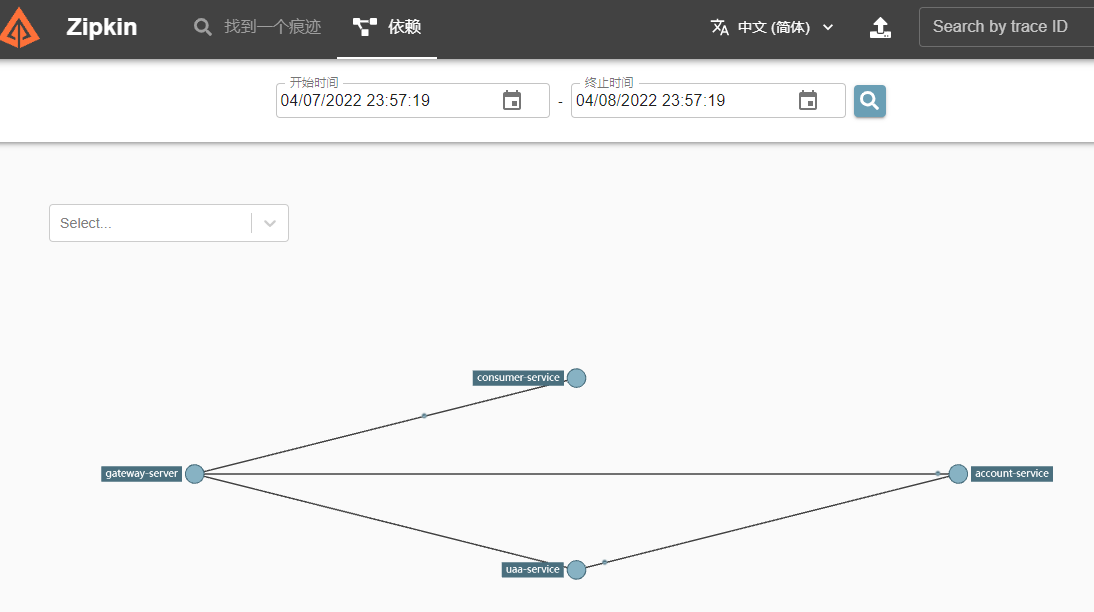 Zipkin
找到一个痕迹
依赖
中文 (简体)
Search by trace ID
开始时间
04/07/2022 23:57:19
-
终止时间
04/08/2022 23:57:19
Select...
consumer-service
gateway-server
account-service
uaa-service